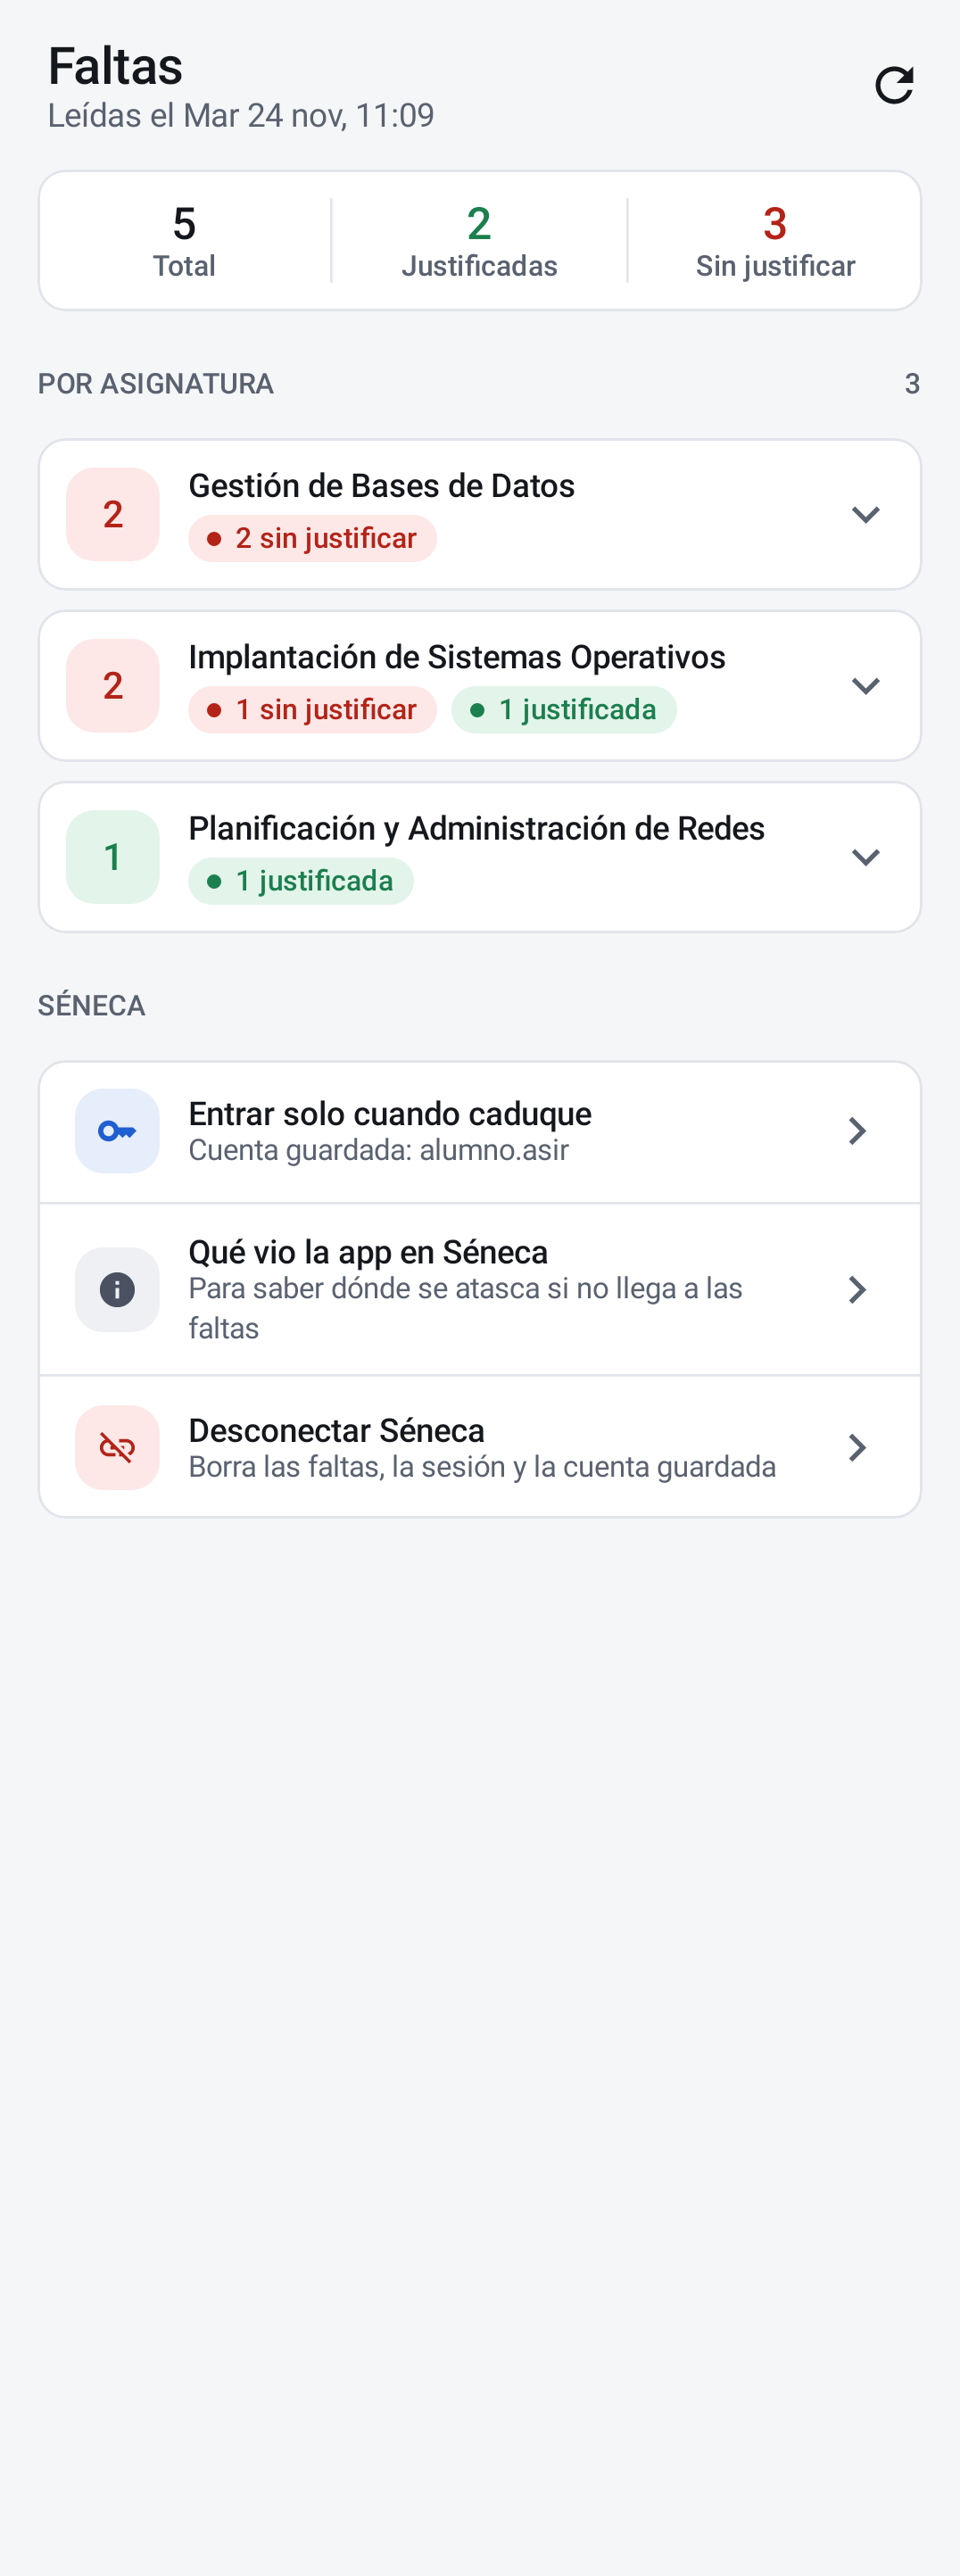 Faltas
Leídas el Mar 24 nov, 11:09
5
Total
2
Justificadas
3
Sin justificar
POR ASIGNATURA
3
2
Gestión de Bases de Datos
2 sin justificar
2
Implantación de Sistemas Operativos
1 sin justificar
1 justificada
1
Planificación y Administración de Redes
1 justificada
SÉNECA
Entrar solo cuando caduque
Cuenta guardada: alumno.asir
Qué vio la app en Séneca
Para saber dónde se atasca si no llega a las
faltas
Desconectar Séneca
Borra las faltas, la sesión y la cuenta guardada